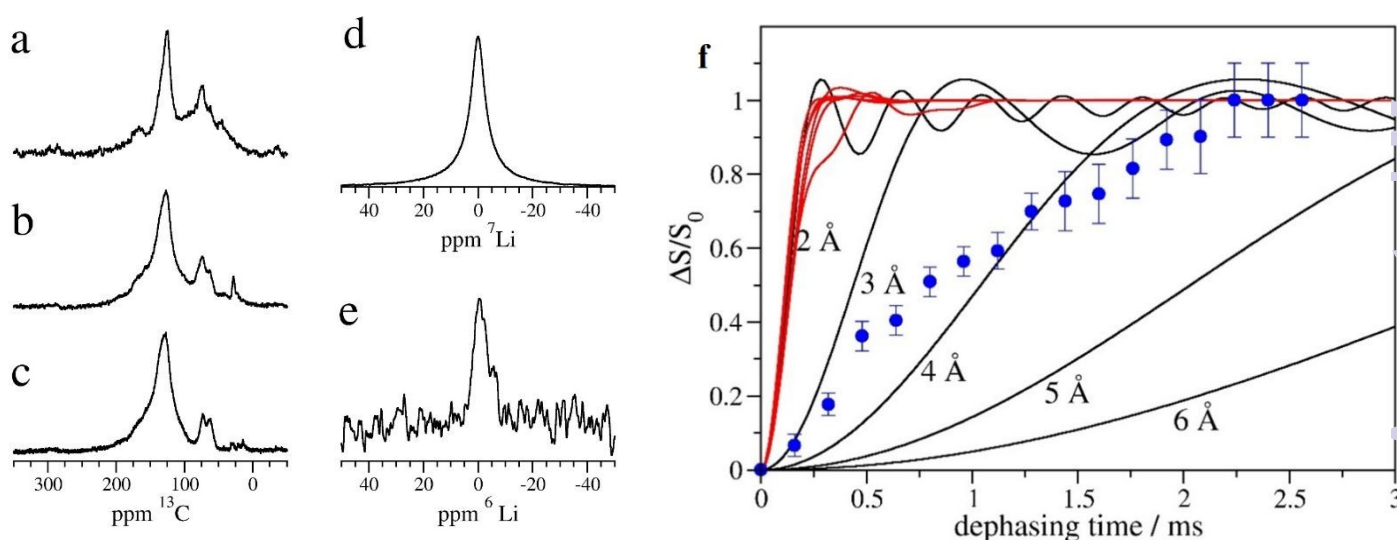 a
b
c
300 200 100 0
ppm ¹³C
d
40 20 0 -20 -40
ppm ⁷Li
e
40 20 0 -20 -40
ppm ⁶Li
f
ΔS/S₀
1
0.8
0.6
0.4
0.2
0
2 Å
3 Å
4 Å
5 Å
6 Å
0 0.5 1 1.5 2 2.5 3
dephasing time / ms